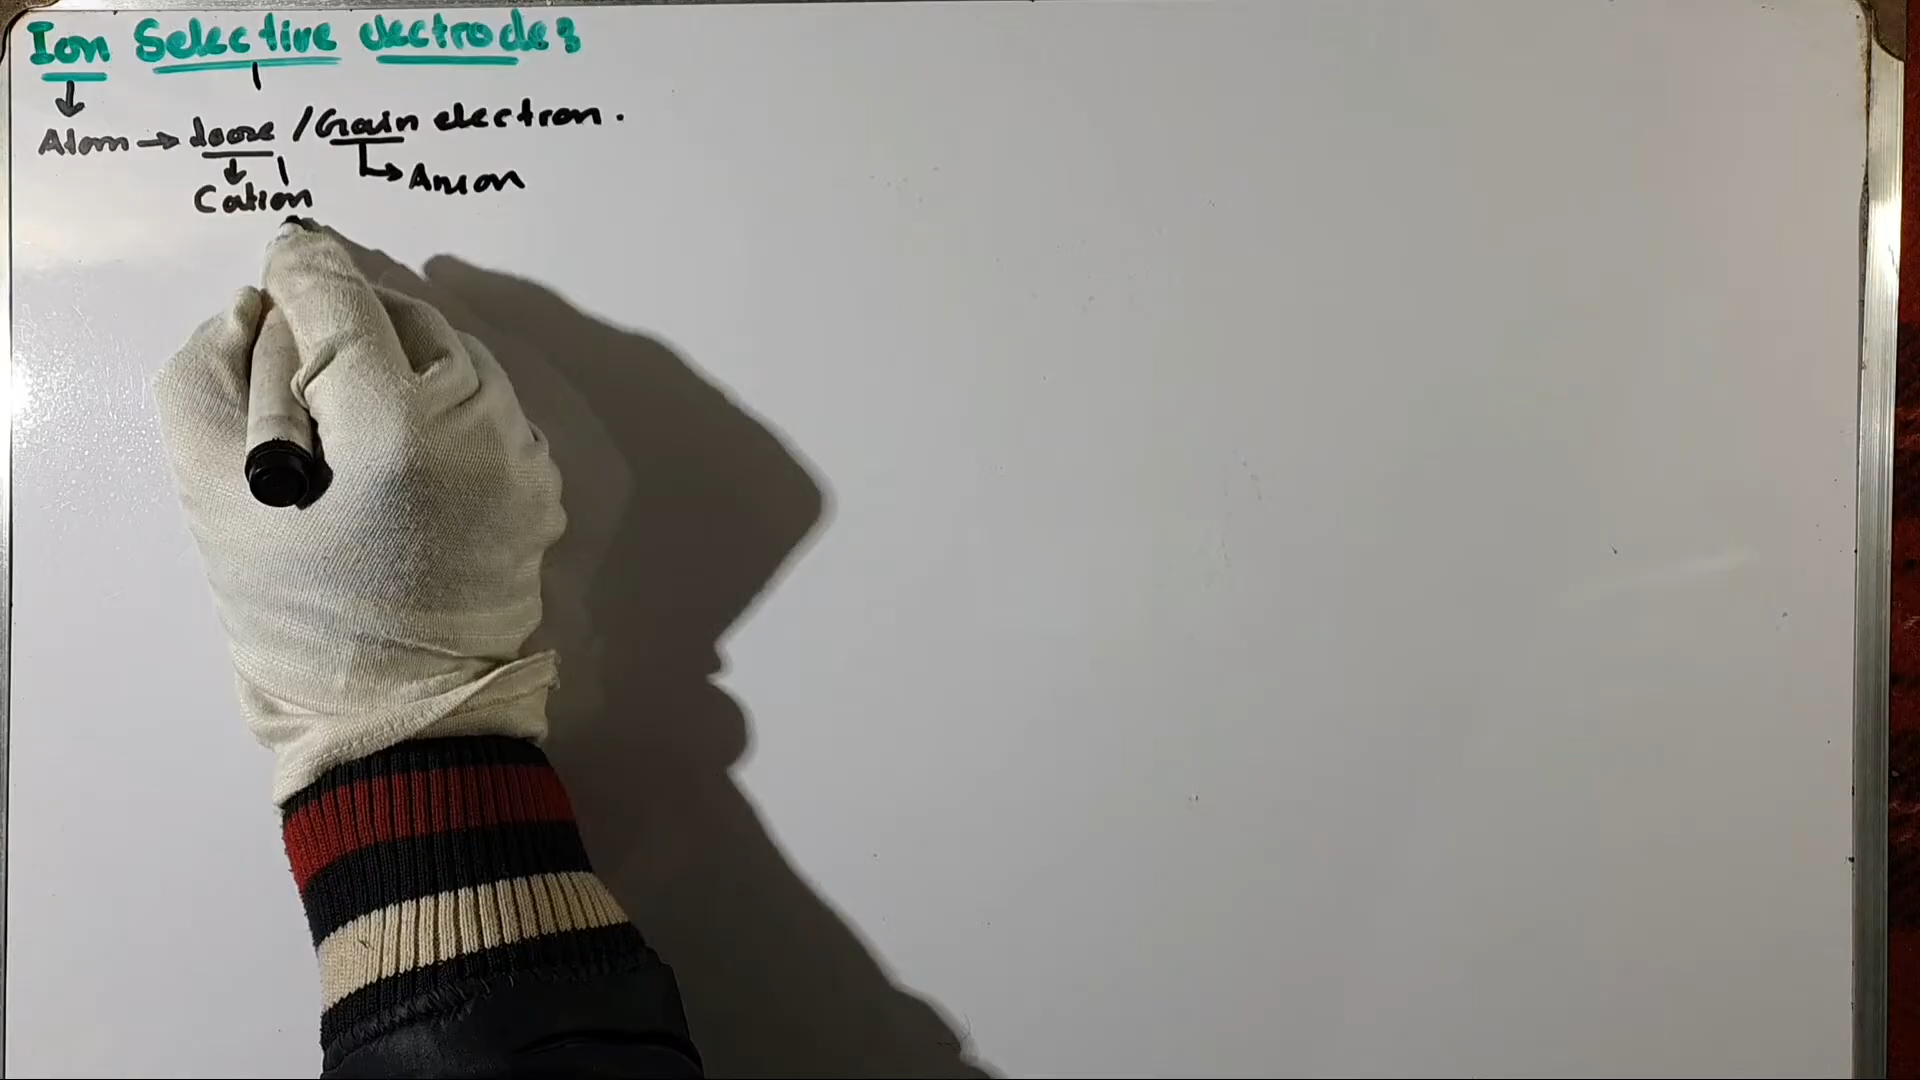 Ion Selective electrodes
Atom → loose / Gain electron.
Cation Anion